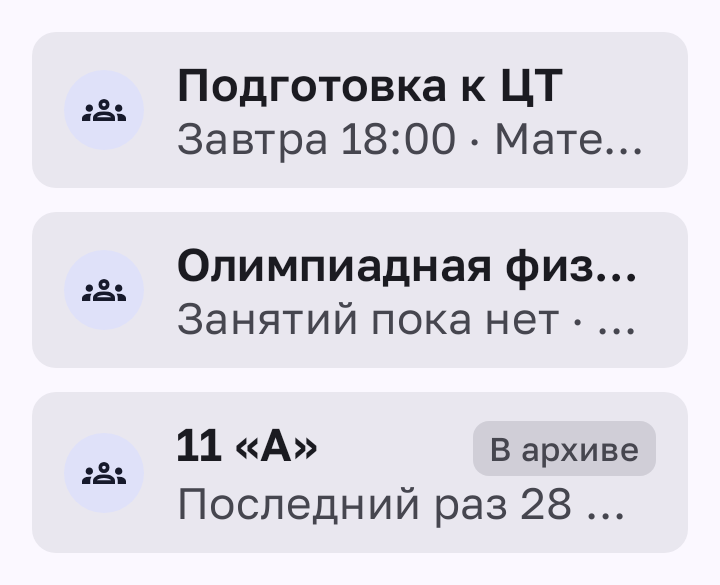 Подготовка к ЦТ
Завтра 18:00 · Мате...
Олимпиадная физ...
Занятий пока нет · ...
11 «А»
В архиве
Последний раз 28 ...